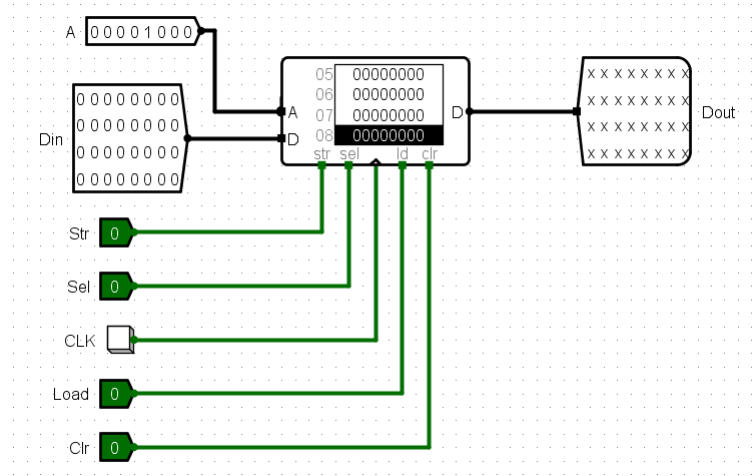 A 00001000
05 00000000
06 00000000
07 00000000
08 00000000
A
D
D
str sel ld clr
Din
00000000
00000000
00000000
00000000
xxxxxxxx
xxxxxxxx
xxxxxxxx
xxxxxxxx
Dout
Str 0
Sel 0
CLK
Load 0
Clr 0